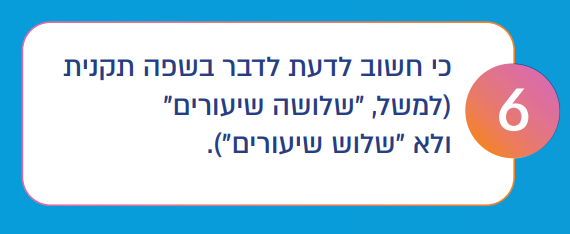 6
כי חשוב לדעת לדבר בשפה תקנית
(למשל, "שלושה שיעורים"
ולא "שלוש שיעורים").